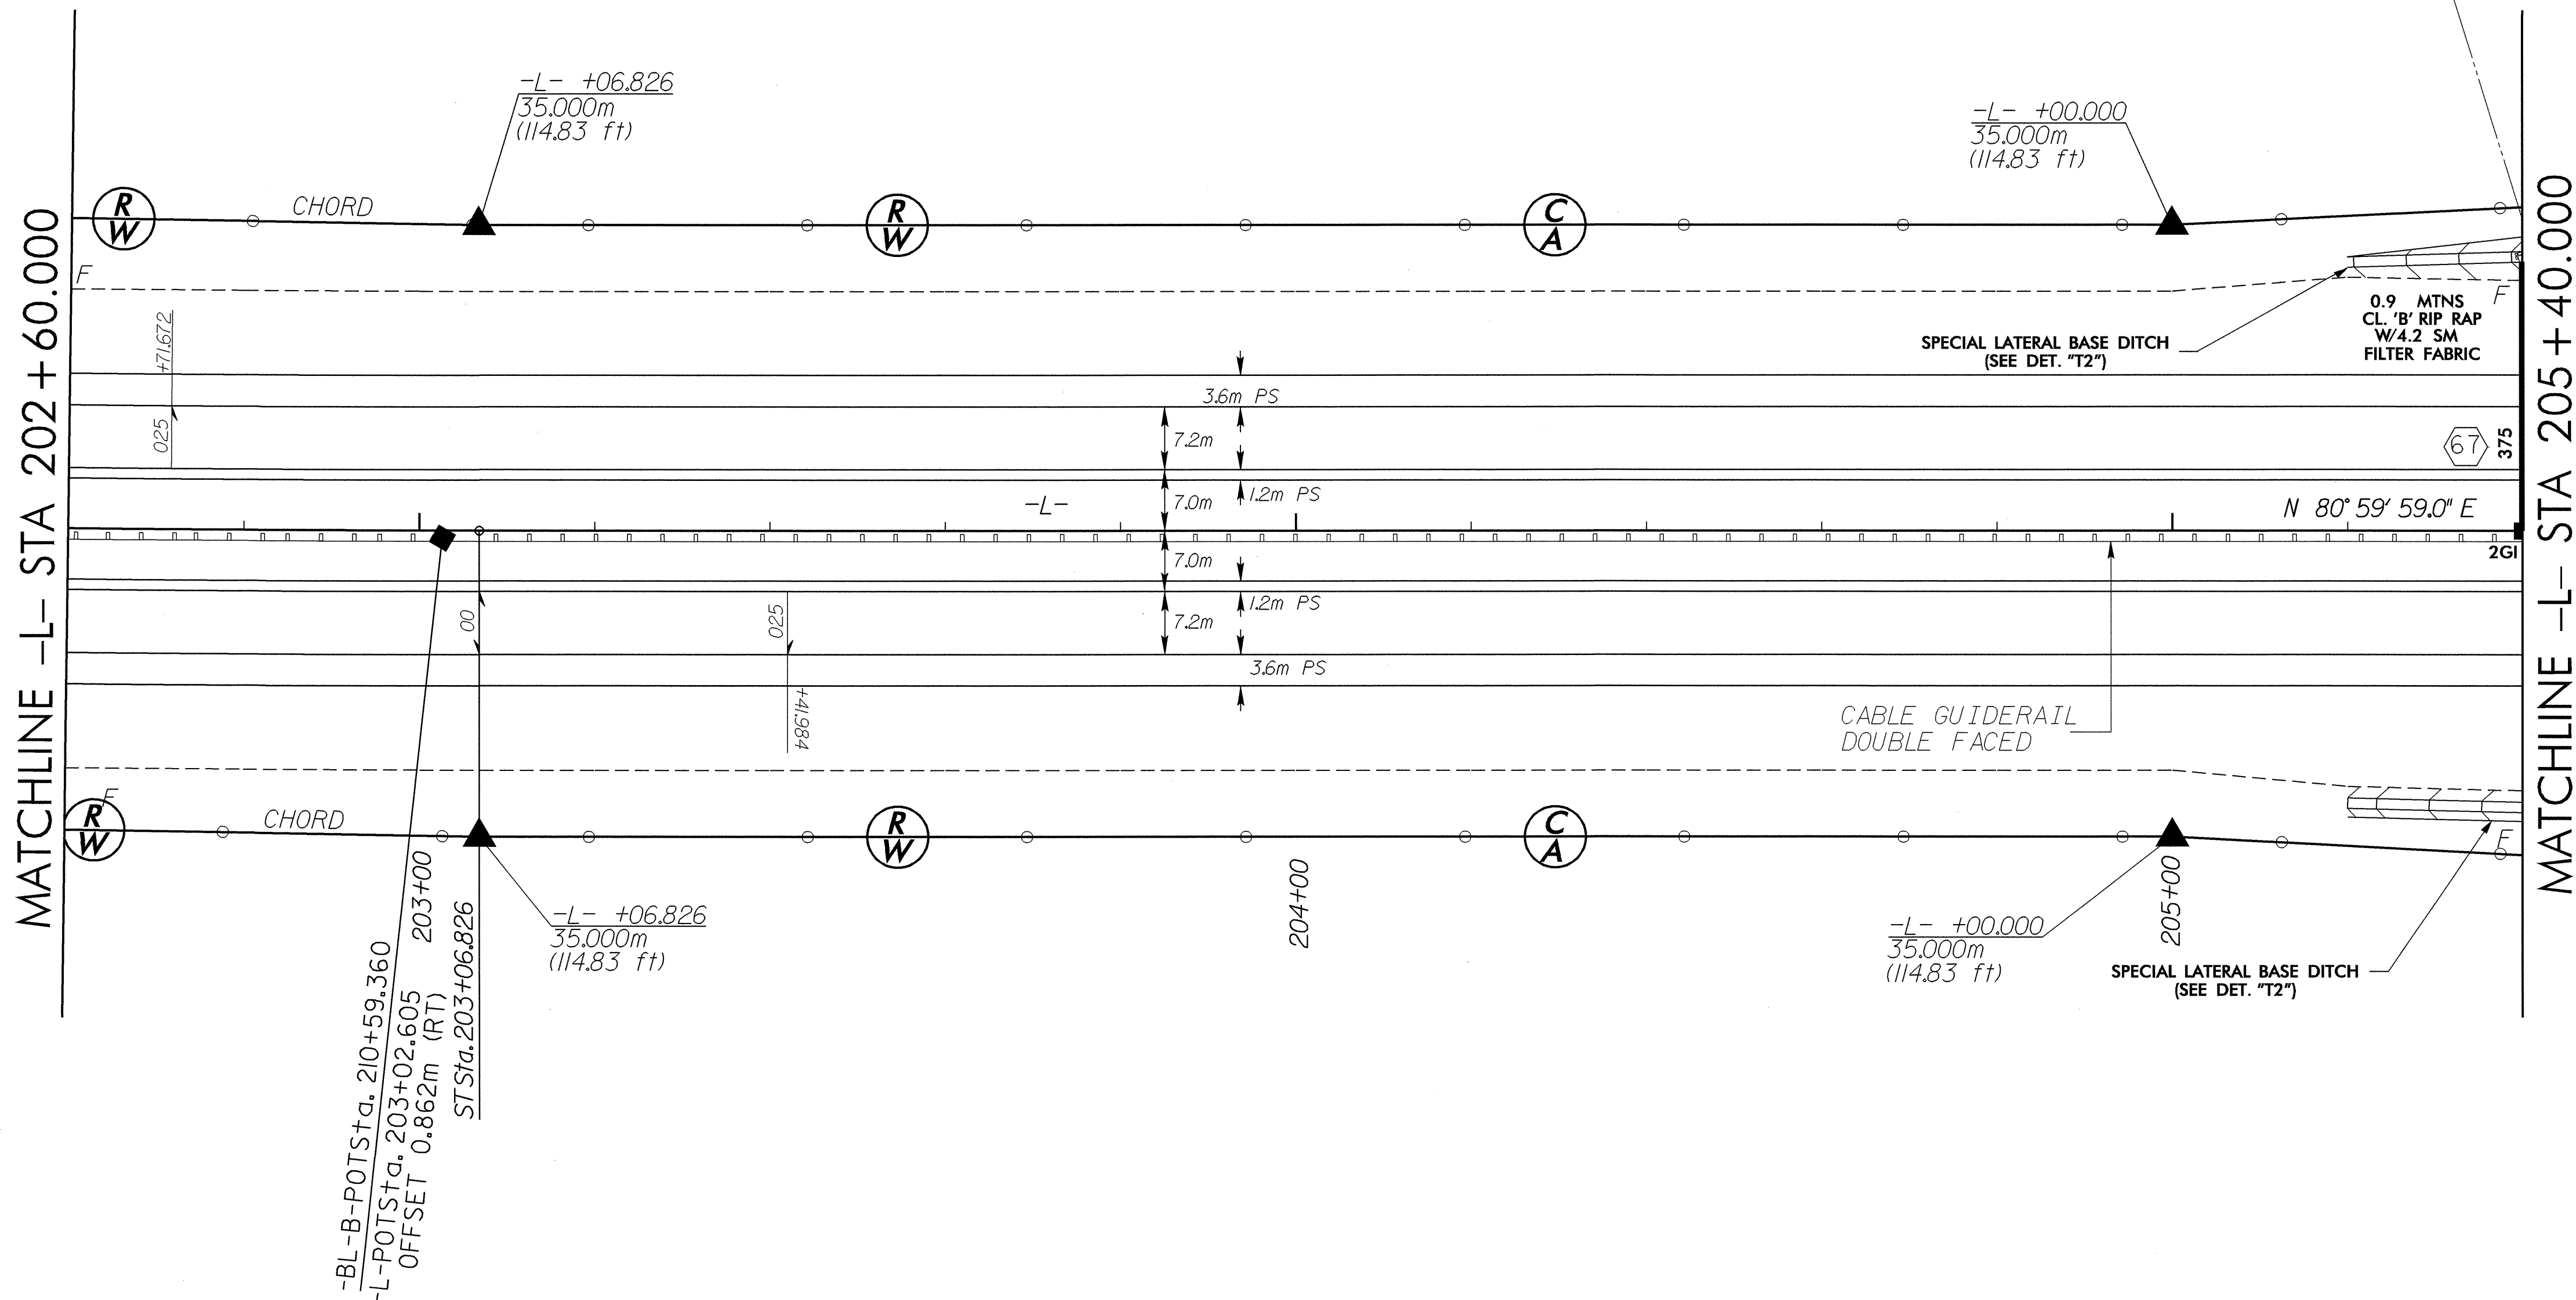 MATCHLINE -L- STA 202+60.000
-L- +06.826
35.000m
(114.83 ft)
-L- +00.000
35.000m
(114.83 ft)
R
W
CHORD
R
W
C
A
F
F
0.9 MTNS
CL. 'B' RIP RAP
W/4.2 SM
FILTER FABRIC
SPECIAL LATERAL BASE DITCH
(SEE DET. "T2")
+71.672
025
3.6m PS
7.2m
67
375
1.2m PS
7.0m
-L-
N 80° 59' 59.0" E
2GI
7.0m
1.2m PS
7.2m
00
025
3.6m PS
+41.984
CABLE GUIDERAIL
DOUBLE FACED
F
R
W
CHORD
R
W
C
A
F
203+00
204+00
205+00
-L- +06.826
35.000m
(114.83 ft)
-L- +00.000
35.000m
(114.83 ft)
SPECIAL LATERAL BASE DITCH
(SEE DET. "T2")
-BL-B-POTSta. 210+59.360
-L-POTSta. 203+02.605
OFFSET 0.862m (RT)
STSta.203+06.826
MATCHLINE -L- STA 205+40.000